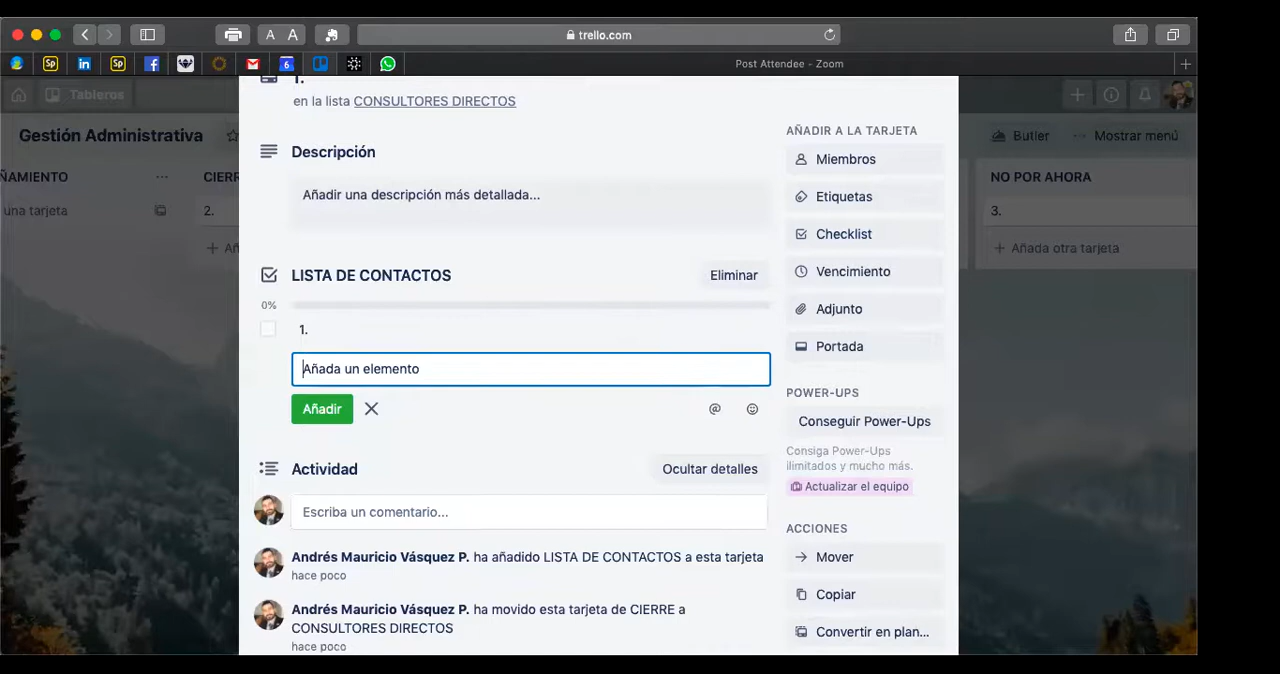 A A
trello.com
Sp
in
Sp
6
Post Attendee - Zoom
Tableros
Gestión Administrativa
Butler
Mostrar menú
ÑAMIENTO
una tarjeta
CIERR
2.
+ Añ
NO POR AHORA
3.
+ Añada otra tarjeta
1.
en la lista CONSULTORES DIRECTOS
Descripción
Añadir una descripción más detallada...
LISTA DE CONTACTOS
Eliminar
0%
1.
Añada un elemento
Añadir
@
Actividad
Ocultar detalles
Escriba un comentario...
Andrés Mauricio Vásquez P. ha añadido LISTA DE CONTACTOS a esta tarjeta
hace poco
Andrés Mauricio Vásquez P. ha movido esta tarjeta de CIERRE a
CONSULTORES DIRECTOS
hace poco
AÑADIR A LA TARJETA
Miembros
Etiquetas
Checklist
Vencimiento
Adjunto
Portada
POWER-UPS
Conseguir Power-Ups
Consiga Power-Ups
ilimitados y mucho más.
Actualizar el equipo
ACCIONES
Mover
Copiar
Convertir en plan...